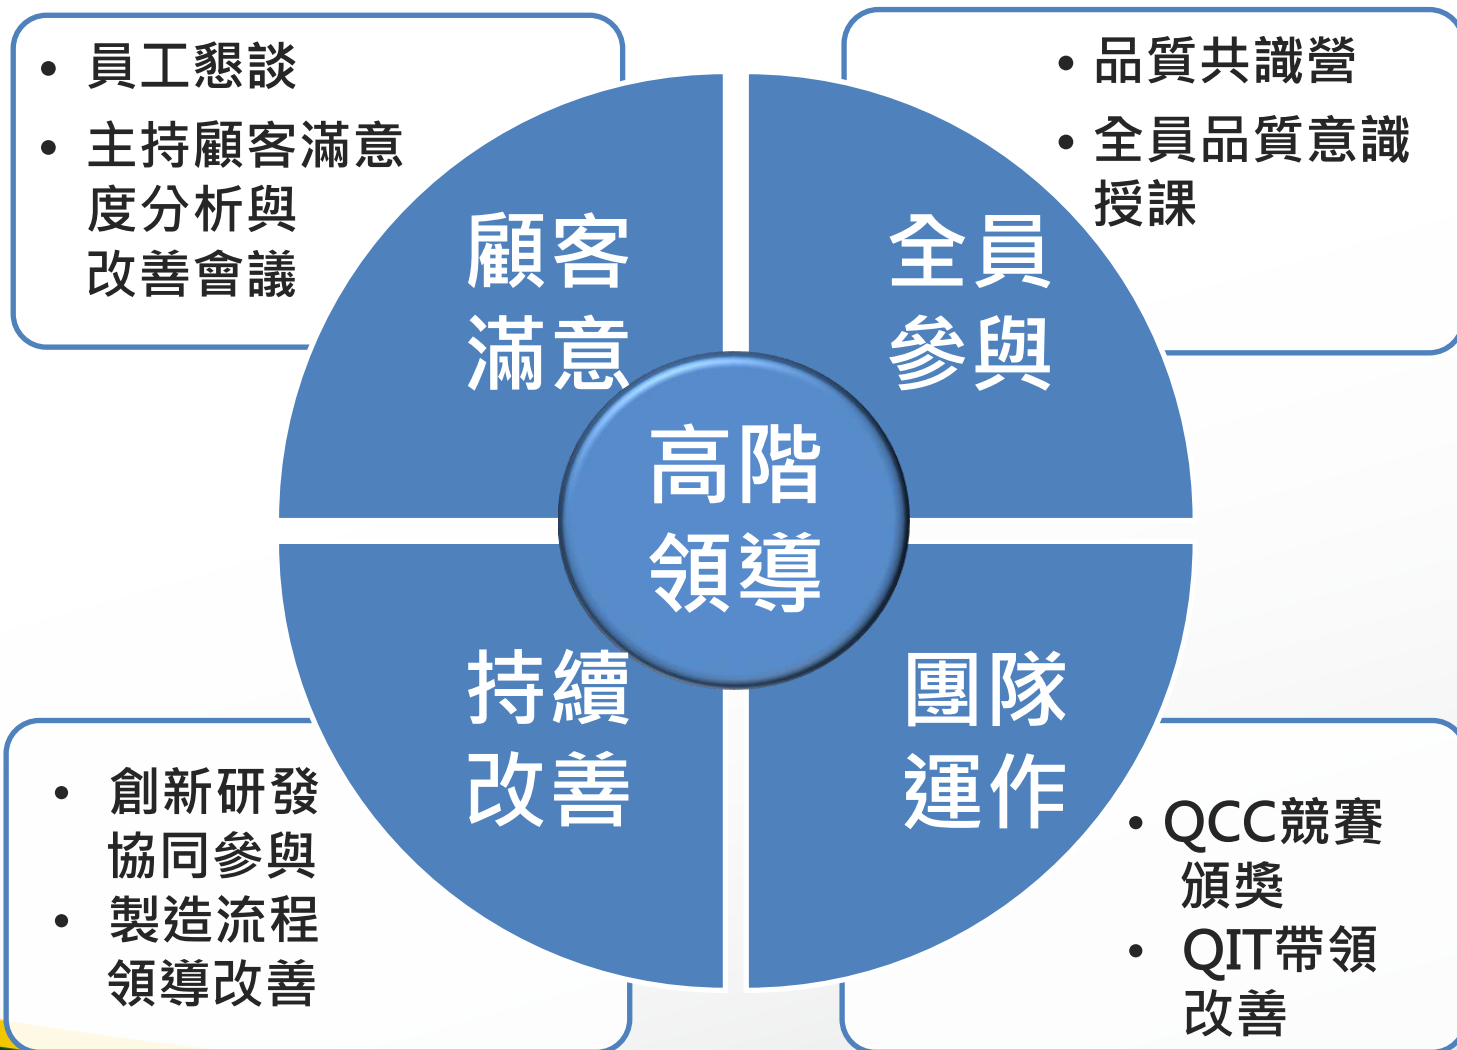 • 員工懇談
• 主持顧客滿意
度分析與
改善會議
• 品質共識營
• 全員品質意識
授課
顧客
滿意
全員
參與
高階
領導
持續
改善
團隊
運作
• 創新研發
協同參與
• 製造流程
領導改善
• QCC競賽
頒獎
• QIT帶領
改善